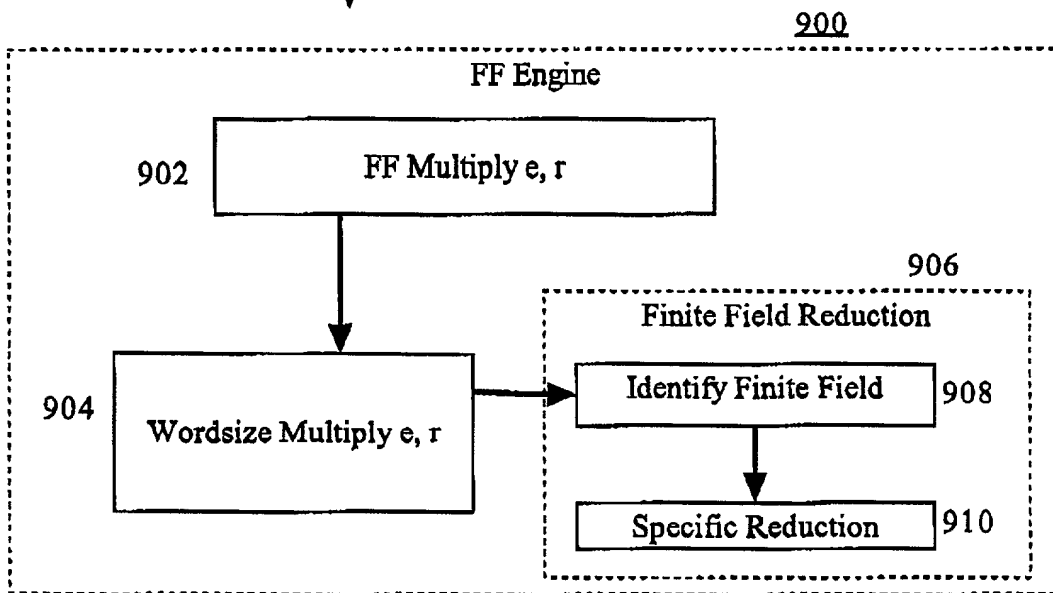 900
FF Engine
902
FF Multiply e, r
906
Finite Field Reduction
Identify Finite Field
908
904
Wordsize Multiply e, r
Specific Reduction
910